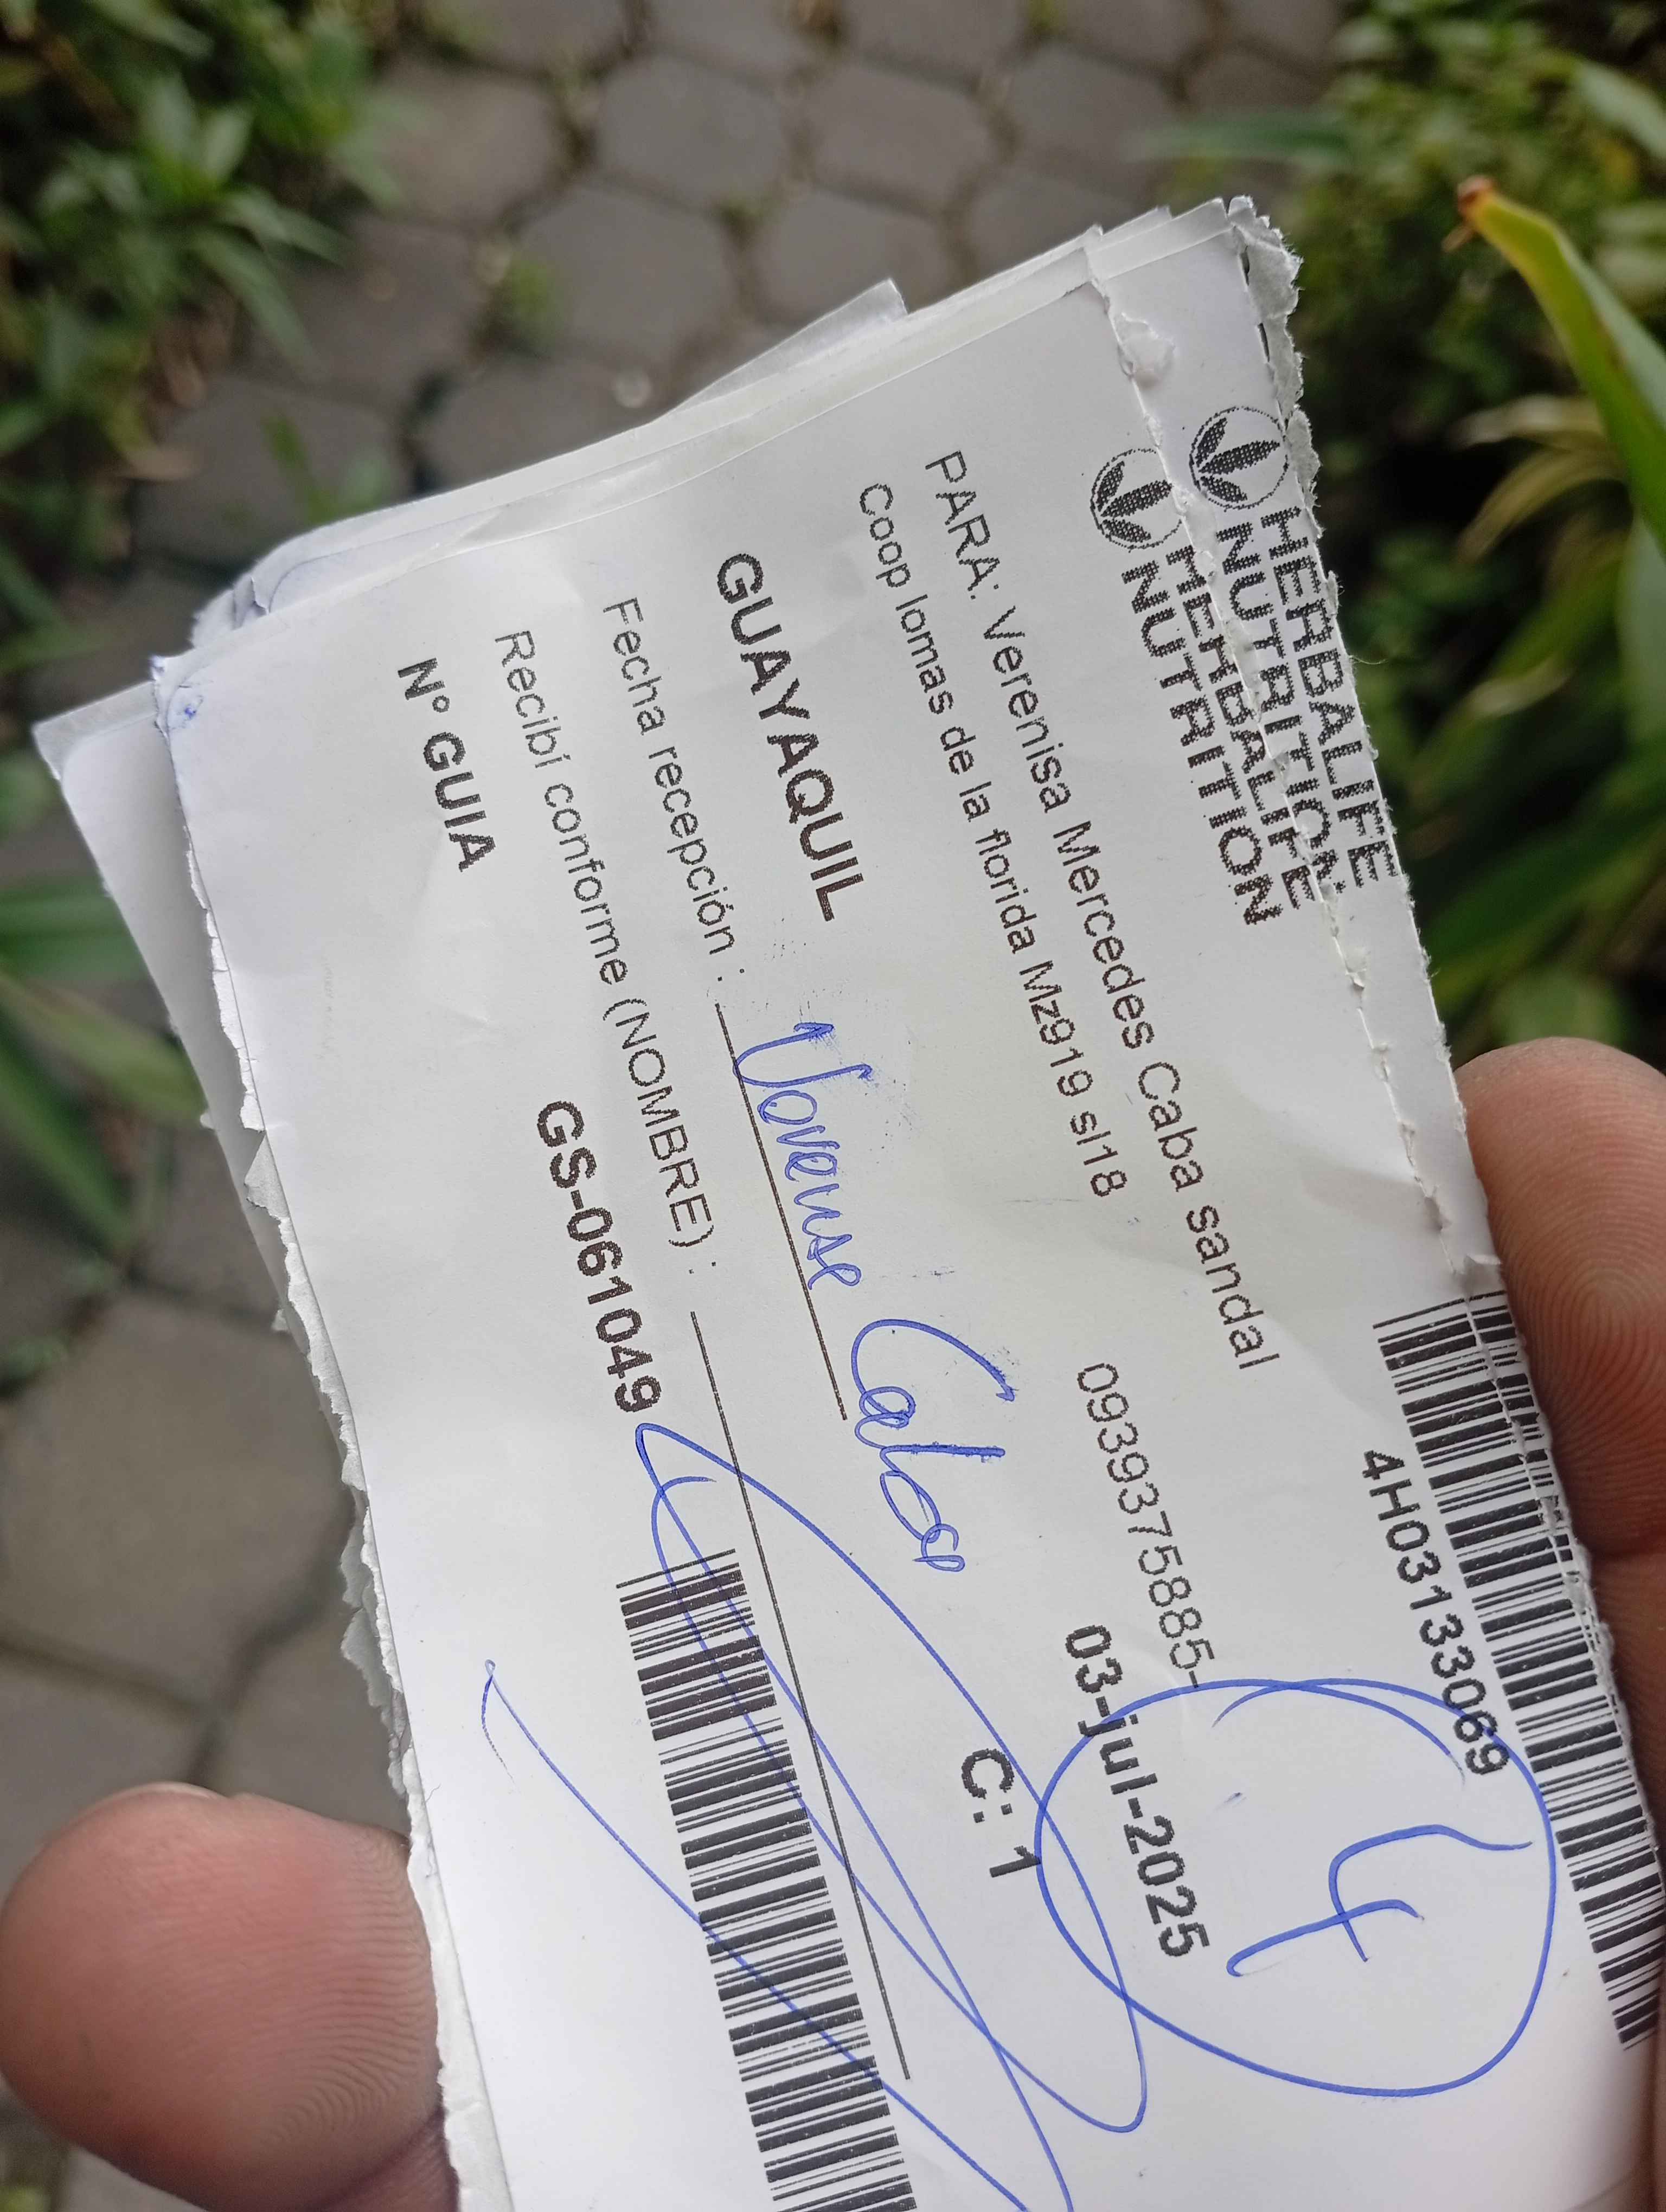 HERBALIFE
NUTRITION
HERBALIFE
NUTRITION
4H03133069
PARA: Verenisa Mercedes Caba sandal
0939375885-
Coop lomas de la florida Mz919 sl18
03-jul-2025
4
GUAYAQUIL
C: 1
Fecha recepción :
Recibí conforme (NOMBRE) :
Nº GUIA
GS-061049